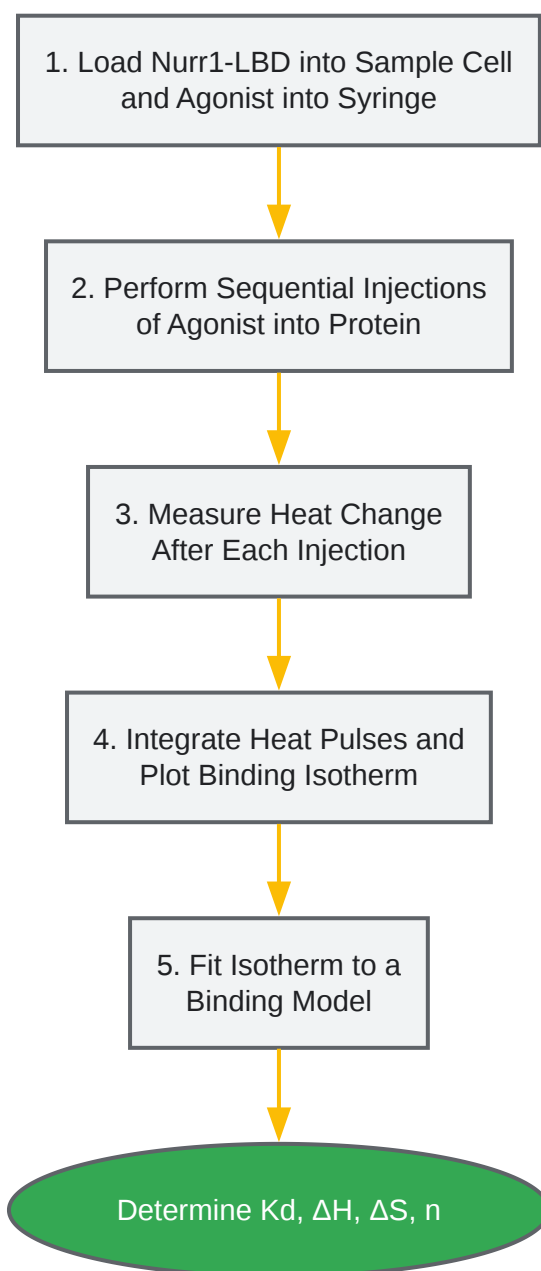 1. Load Nurr1-LBD into Sample Cell
and Agonist into Syringe
2. Perform Sequential Injections
of Agonist into Protein
3. Measure Heat Change
After Each Injection
4. Integrate Heat Pulses and
Plot Binding Isotherm
5. Fit Isotherm to a
Binding Model
Determine Kd, ΔH, ΔS, n